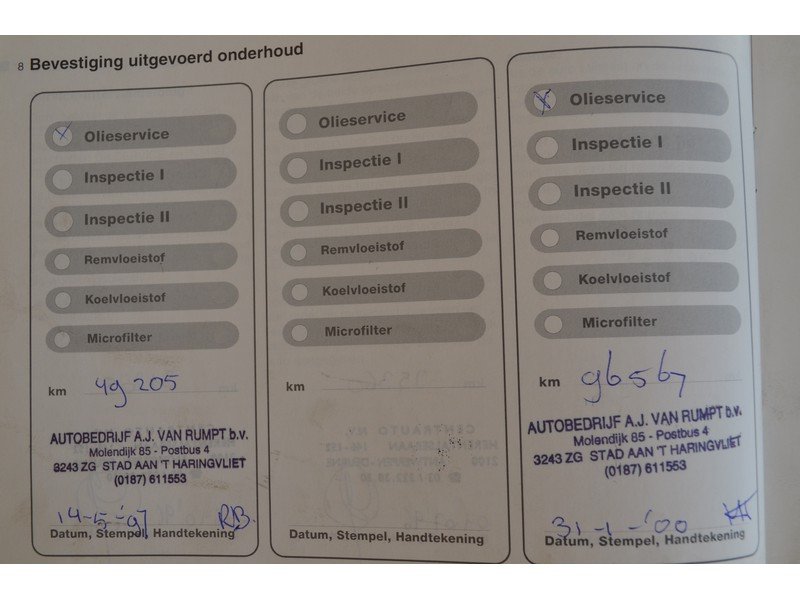 8 Bevestiging uitgevoerd onderhoud
Olieservice
Inspectie I
Inspectie II
Remvloeistof
Koelvloeistof
Microfilter
km 49205
AUTOBEDRIJF A.J. VAN RUMPT b.v.
Molendijk 85 - Postbus 4
3243 ZG STAD AAN 'T HARINGVLIET
(0187) 611553
14-5-'97 RB.
Datum, Stempel, Handtekening
Olieservice
Inspectie I
Inspectie II
Remvloeistof
Koelvloeistof
Microfilter
km
Datum, Stempel, Handtekening
Olieservice
Inspectie I
Inspectie II
Remvloeistof
Koelvloeistof
Microfilter
km 96567
AUTOBEDRIJF A.J. VAN RUMPT b.v.
Molendijk 85 - Postbus 4
3243 ZG STAD AAN 'T HARINGVLIET
(0187) 611553
31-1-'00
Datum, Stempel, Handtekening